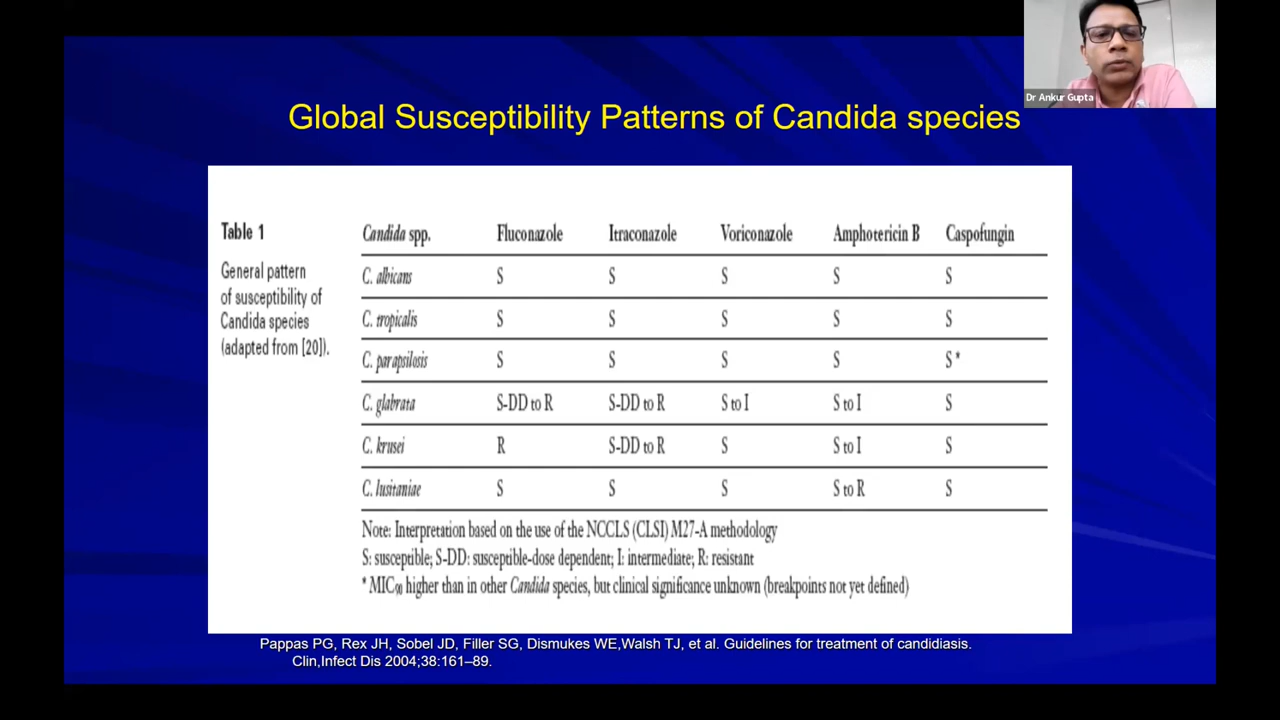 Dr Ankur Gupta
Global Susceptibility Patterns of Candida species
Table 1
General pattern
of susceptibility of
Candida species
(adapted from [20]).
Candida spp. Fluconazole Itraconazole Voriconazole Amphotericin B Caspofungin
C. albicans S S S S S
C. tropicalis S S S S S
C. parapsilosis S S S S S*
C. glabrata S-DD to R S-DD to R S to I S to I S
C. krusei R S-DD to R S S to I S
C. lusitaniae S S S S to R S
Note: Interpretation based on the use of the NCCLS (CLSI) M27-A methodology
S: susceptible; S-DD: susceptible-dose dependent; I: intermediate; R: resistant
* MIC90 higher than in other Candida species, but clinical significance unknown (breakpoints not yet defined)
Pappas PG, Rex JH, Sobel JD, Filler SG, Dismukes WE,Walsh TJ, et al. Guidelines for treatment of candidiasis.
Clin,Infect Dis 2004;38:161–89.